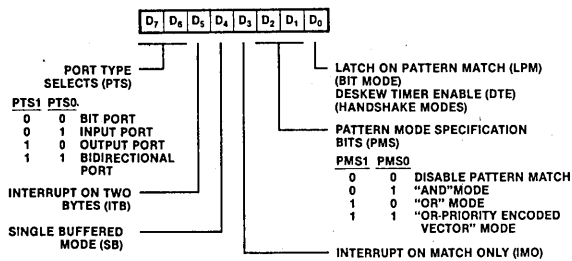 D7 D6 D5 D4 D3 D2 D1 D0
PORT TYPE
SELECTS (PTS)
PTS1 PTS0
0 0 BIT PORT
0 1 INPUT PORT
1 0 OUTPUT PORT
1 1 BIDIRECTIONAL
PORT
INTERRUPT ON TWO
BYTES (ITB)
SINGLE BUFFERED
MODE (SB)
LATCH ON PATTERN MATCH (LPM)
(BIT MODE)
DESKEW TIMER ENABLE (DTE)
(HANDSHAKE MODES)
PATTERN MODE SPECIFICATION
BITS (PMS)
PMS1 PMS0
0 0 DISABLE PATTERN MATCH
0 1 "AND"MODE
1 0 "OR" MODE
1 1 "OR-PRIORITY ENCODED
VECTOR" MODE
INTERRUPT ON MATCH ONLY (IMO)